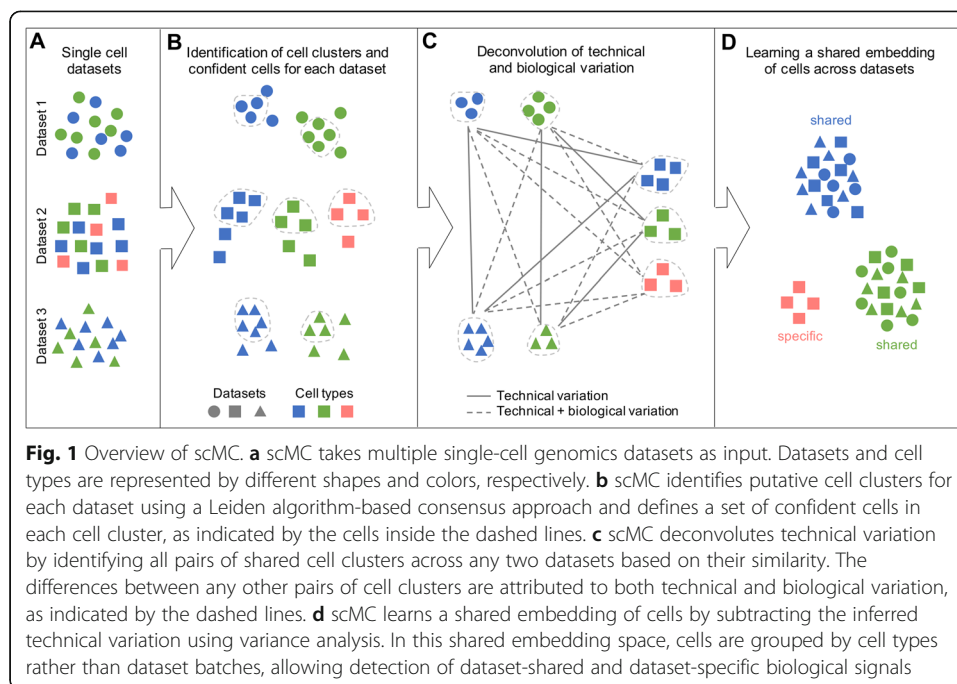 A
Single cell
datasets
B
Identification of cell clusters and
confident cells for each dataset
C
Deconvolution of technical
and biological variation
D
Learning a shared embedding
of cells across datasets
Dataset 1
Dataset 2
Dataset 3
Datasets
Cell types
Technical variation
Technical + biological variation
shared
specific
shared
Fig. 1 Overview of scMC. a scMC takes multiple single-cell genomics datasets as input. Datasets and cell
types are represented by different shapes and colors, respectively. b scMC identifies putative cell clusters for
each dataset using a Leiden algorithm-based consensus approach and defines a set of confident cells in
each cell cluster, as indicated by the cells inside the dashed lines. c scMC deconvolutes technical variation
by identifying all pairs of shared cell clusters across any two datasets based on their similarity. The
differences between any other pairs of cell clusters are attributed to both technical and biological variation,
as indicated by the dashed lines. d scMC learns a shared embedding of cells by subtracting the inferred
technical variation using variance analysis. In this shared embedding space, cells are grouped by cell types
rather than dataset batches, allowing detection of dataset-shared and dataset-specific biological signals